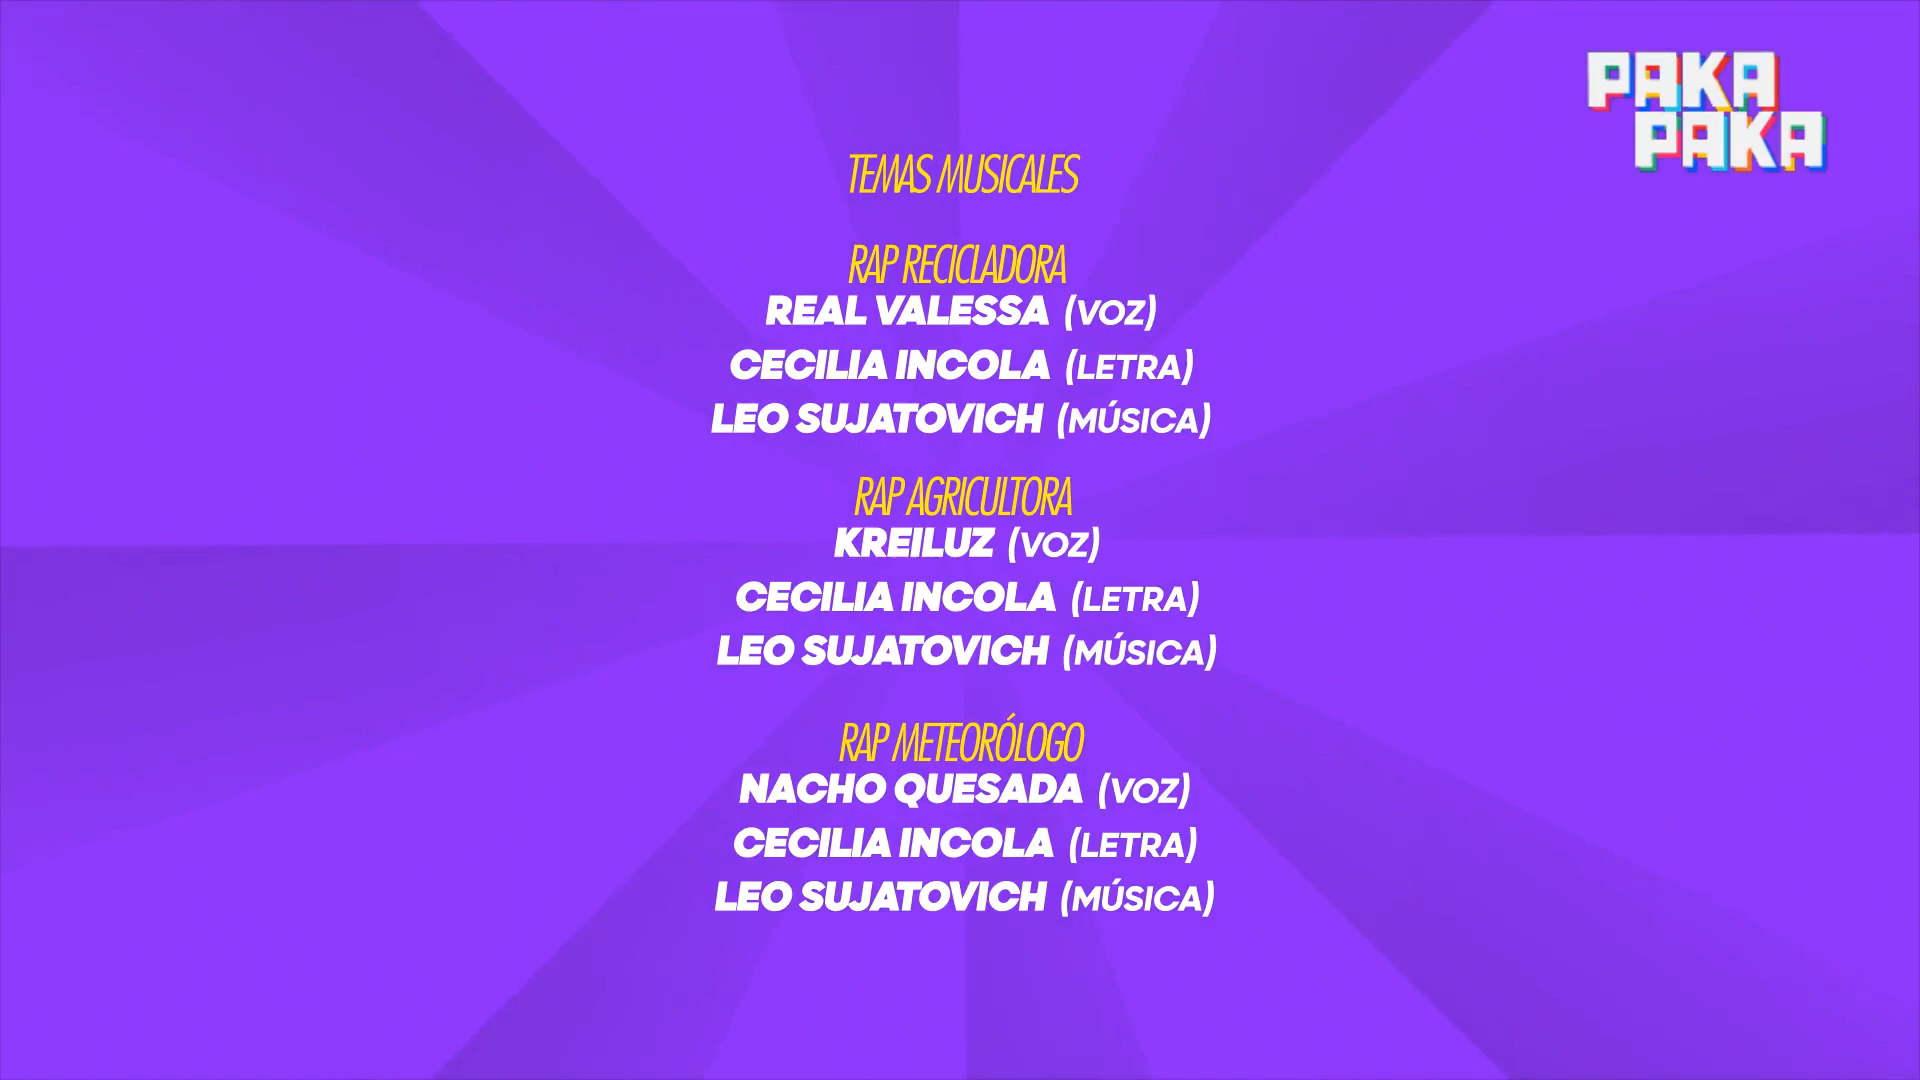 PAKA
PAKA
TEMAS MUSICALES
RAP RECICLADORA
REAL VALESSA (VOZ)
CECILIA INCOLA (LETRA)
LEO SUJATOVICH (MÚSICA)
RAP AGRICULTORA
KREILUZ (VOZ)
CECILIA INCOLA (LETRA)
LEO SUJATOVICH (MÚSICA)
RAP METEORÓLOGO
NACHO QUESADA (VOZ)
CECILIA INCOLA (LETRA)
LEO SUJATOVICH (MÚSICA)